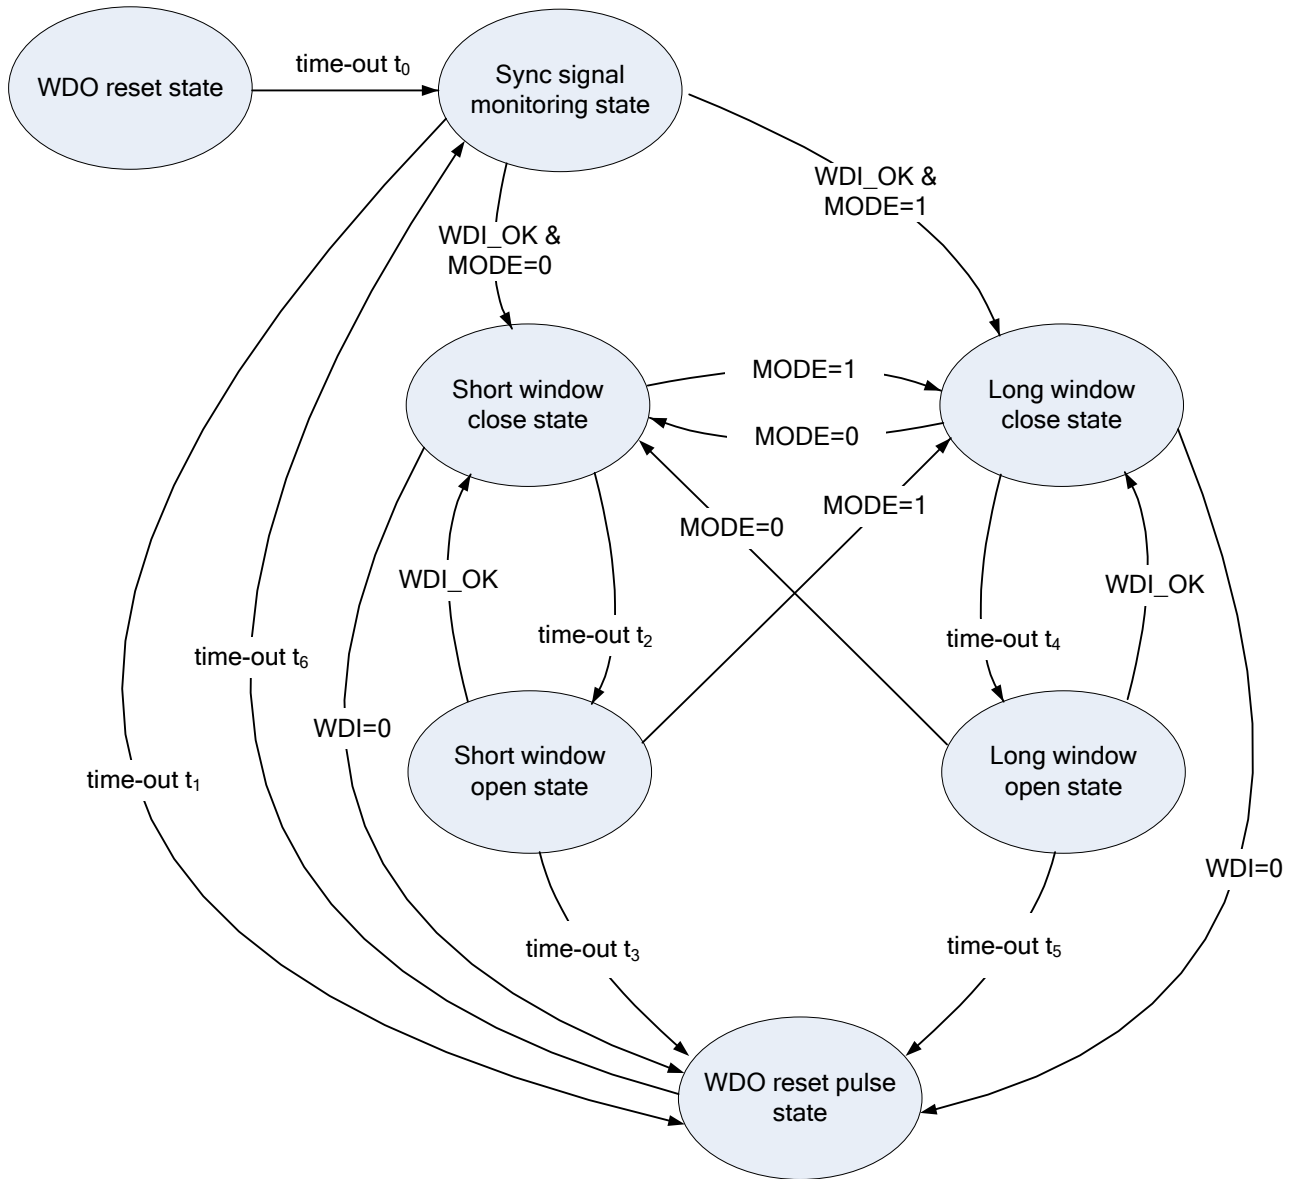 WDO reset state
time-out t₀
Sync signal
monitoring state
WDI_OK &
MODE=1
WDI_OK &
MODE=0
Short window
close state
MODE=1
MODE=0
Long window
close state
MODE=0
MODE=1
WDI_OK
time-out t₂
time-out t₄
WDI_OK
time-out t₆
WDI=0
time-out t₁
Short window
open state
Long window
open state
WDI=0
time-out t₃
time-out t₅
WDO reset pulse
state